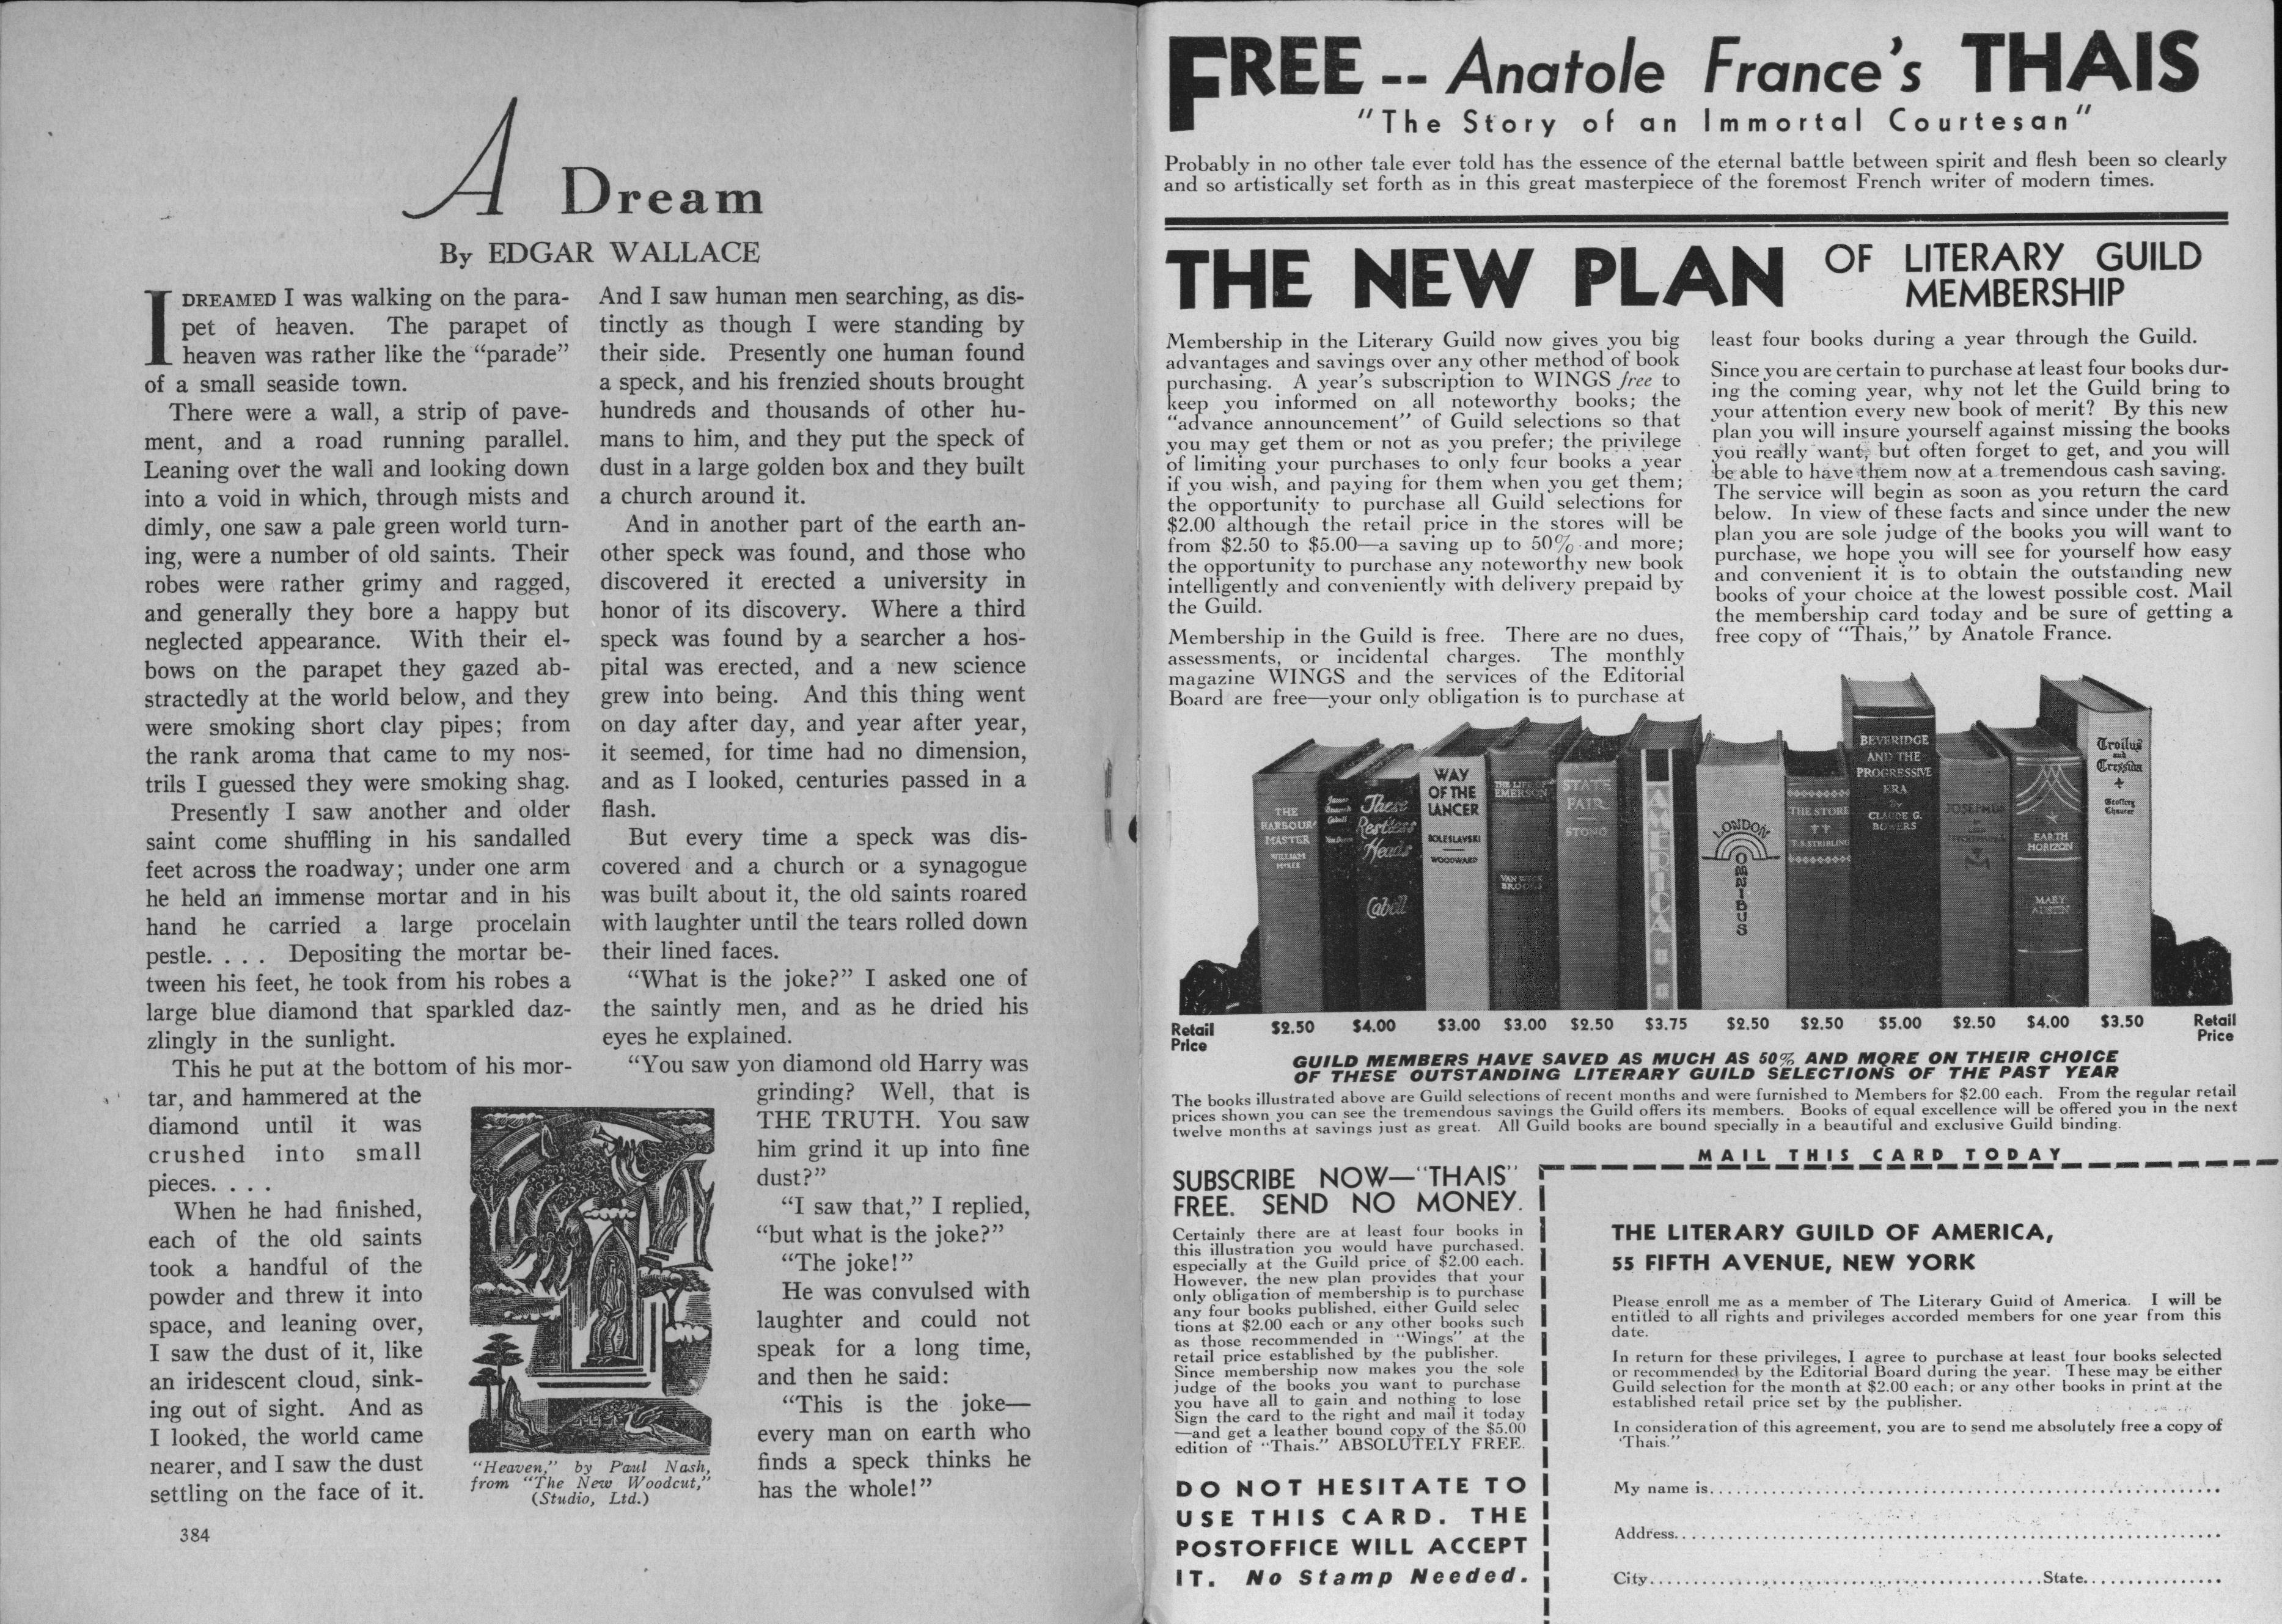 A Dream
By EDGAR WALLACE
I DREAMED I was walking on the para-
pet of heaven. The parapet of
heaven was rather like the "parade"
of a small seaside town.
There were a wall, a strip of pave-
ment, and a road running parallel.
Leaning over the wall and looking down
into a void in which, through mists and
dimly, one saw a pale green world turn-
ing, were a number of old saints. Their
robes were rather grimy and ragged,
and generally they bore a happy but
neglected appearance. With their el-
bows on the parapet they gazed ab-
stractedly at the world below, and they
were smoking short clay pipes; from
the rank aroma that came to my nos-
trils I guessed they were smoking shag.
Presently I saw another and older
saint come shuffling in his sandalled
feet across the roadway; under one arm
he held an immense mortar and in his
hand he carried a large procelain
pestle. . . . Depositing the mortar be-
tween his feet, he took from his robes a
large blue diamond that sparkled daz-
zlingly in the sunlight.
This he put at the bottom of his mor-
tar, and hammered at the
diamond until it was
crushed into small
pieces. . . .
When he had finished,
each of the old saints
took a handful of the
powder and threw it into
space, and leaning over,
I saw the dust of it, like
an iridescent cloud, sink-
ing out of sight. And as
I looked, the world came
nearer, and I saw the dust
settling on the face of it.
384
And I saw human men searching, as dis-
tinctly as though I were standing by
their side. Presently one human found
a speck, and his frenzied shouts brought
hundreds and thousands of other hu-
mans to him, and they put the speck of
dust in a large golden box and they built
a church around it.
And in another part of the earth an-
other speck was found, and those who
discovered it erected a university in
honor of its discovery. Where a third
speck was found by a searcher a hos-
pital was erected, and a new science
grew into being. And this thing went
on day after day, and year after year,
it seemed, for time had no dimension,
and as I looked, centuries passed in a
flash.
But every time a speck was dis-
covered and a church or a synagogue
was built about it, the old saints roared
with laughter until the tears rolled down
their lined faces.
"What is the joke?" I asked one of
the saintly men, and as he dried his
eyes he explained.
"You saw yon diamond old Harry was
grinding? Well, that is
THE TRUTH. You saw
him grind it up into fine
dust?"
"I saw that," I replied,
"but what is the joke?"
"The joke!"
He was convulsed with
laughter and could not
speak for a long time,
and then he said:
"This is the joke—
every man on earth who
finds a speck thinks he
has the whole!"
"Heaven," by Paul Nash,
from "The New Woodcut,"
(Studio, Ltd.)
FREE -- Anatole France's THAIS
"The Story of an Immortal Courtesan"
Probably in no other tale ever told has the essence of the eternal battle between spirit and flesh been so clearly
and so artistically set forth as in this great masterpiece of the foremost French writer of modern times.
THE NEW PLAN OF LITERARY GUILD
MEMBERSHIP
Membership in the Literary Guild now gives you big
advantages and savings over any other method of book
purchasing. A year's subscription to WINGS free to
keep you informed on all noteworthy books; the
"advance announcement" of Guild selections so that
you may get them or not as you prefer; the privilege
of limiting your purchases to only four books a year
if you wish, and paying for them when you get them;
the opportunity to purchase all Guild selections for
$2.00 although the retail price in the stores will be
from $2.50 to $5.00—a saving up to 50% and more;
the opportunity to purchase any noteworthy new book
intelligently and conveniently with delivery prepaid by
the Guild.
Membership in the Guild is free. There are no dues,
assessments, or incidental charges. The monthly
magazine WINGS and the services of the Editorial
Board are free—your only obligation is to purchase at
least four books during a year through the Guild.
Since you are certain to purchase at least four books dur-
ing the coming year, why not let the Guild bring to
your attention every new book of merit? By this new
plan you will insure yourself against missing the books
you really want, but often forget to get, and you will
be able to have them now at a tremendous cash saving.
The service will begin as soon as you return the card
below. In view of these facts and since under the new
plan you are sole judge of the books you will want to
purchase, we hope you will see for yourself how easy
and convenient it is to obtain the outstanding new
books of your choice at the lowest possible cost. Mail
the membership card today and be sure of getting a
free copy of "Thais," by Anatole France.
THE
HARBOUR
MASTER
WILLIAM
McFEE
These
Restless
Heads
Cabell
WAY
OF THE
LANCER
BOLESLAVSKI
WOODWARD
THE LIFE OF
EMERSON
VAN WYCK
BROOKS
STATE
FAIR
STONG
AMERICA
LONDON
OMNIBUS
THE STORE
T. S. STRIBLING
BEVERIDGE
AND THE
PROGRESSIVE
ERA
By
CLAUDE G.
BOWERS
JOSEPHUS
EARTH
HORIZON
MARY
AUSTIN
Troilus
and
Cressida
Geoffrey
Chaucer
Retail
Price
$2.50 $4.00 $3.00 $3.00 $2.50 $3.75 $2.50 $2.50 $5.00 $2.50 $4.00 $3.50
Retail
Price
GUILD MEMBERS HAVE SAVED AS MUCH AS 50% AND MORE ON THEIR CHOICE
OF THESE OUTSTANDING LITERARY GUILD SELECTIONS OF THE PAST YEAR
The books illustrated above are Guild selections of recent months and were furnished to Members for $2.00 each. From the regular retail
prices shown you can see the tremendous savings the Guild offers its members. Books of equal excellence will be offered you in the next
twelve months at savings just as great. All Guild books are bound specially in a beautiful and exclusive Guild binding.
SUBSCRIBE NOW—"THAIS"
FREE. SEND NO MONEY.
Certainly there are at least four books in
this illustration you would have purchased,
especially at the Guild price of $2.00 each.
However, the new plan provides that your
only obligation of membership is to purchase
any four books published, either Guild selec
tions at $2.00 each or any other books such
as those recommended in "Wings" at the
retail price established by the publisher.
Since membership now makes you the sole
judge of the books you want to purchase
you have all to gain and nothing to lose
Sign the card to the right and mail it today
—and get a leather bound copy of the $5.00
edition of "Thais." ABSOLUTELY FREE.
DO NOT HESITATE TO
USE THIS CARD. THE
POSTOFFICE WILL ACCEPT
IT. No Stamp Needed.
MAIL THIS CARD TODAY
THE LITERARY GUILD OF AMERICA,
55 FIFTH AVENUE, NEW YORK
Please enroll me as a member of The Literary Guild of America. I will be
entitled to all rights and privileges accorded members for one year from this
date.
In return for these privileges, I agree to purchase at least four books selected
or recommended by the Editorial Board during the year. These may be either
Guild selection for the month at $2.00 each; or any other books in print at the
established retail price set by the publisher.
In consideration of this agreement, you are to send me absolutely free a copy of
'Thais."
My name is
Address
City State